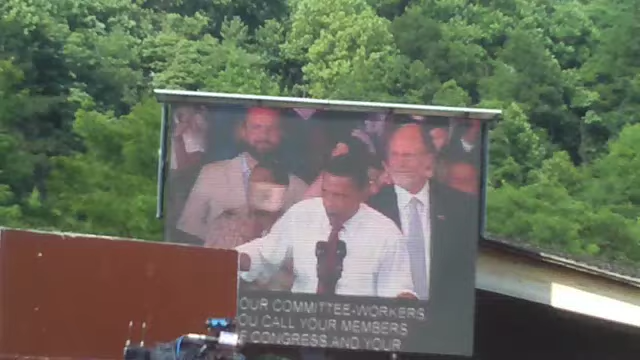 OUR COMMITTEE-WORKERS
OU CALL YOUR MEMBERS
E CONGRESS AND YOUR